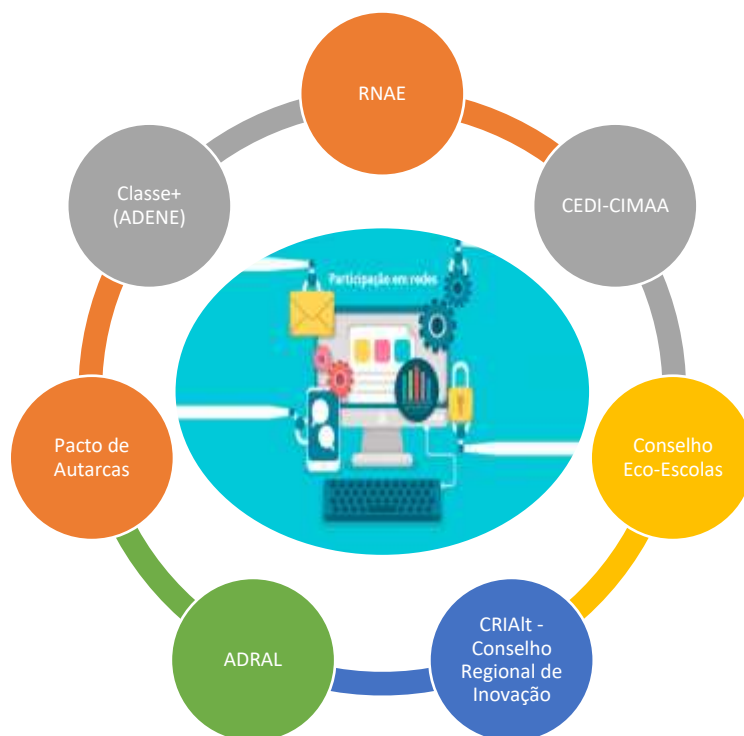 RNAE
CEDI-CIMAA
Conselho
Eco-Escolas
CRIAlt -
Conselho
Regional de
Inovação
ADRAL
Pacto de
Autarcas
Classe+
(ADENE)
Participação em redes